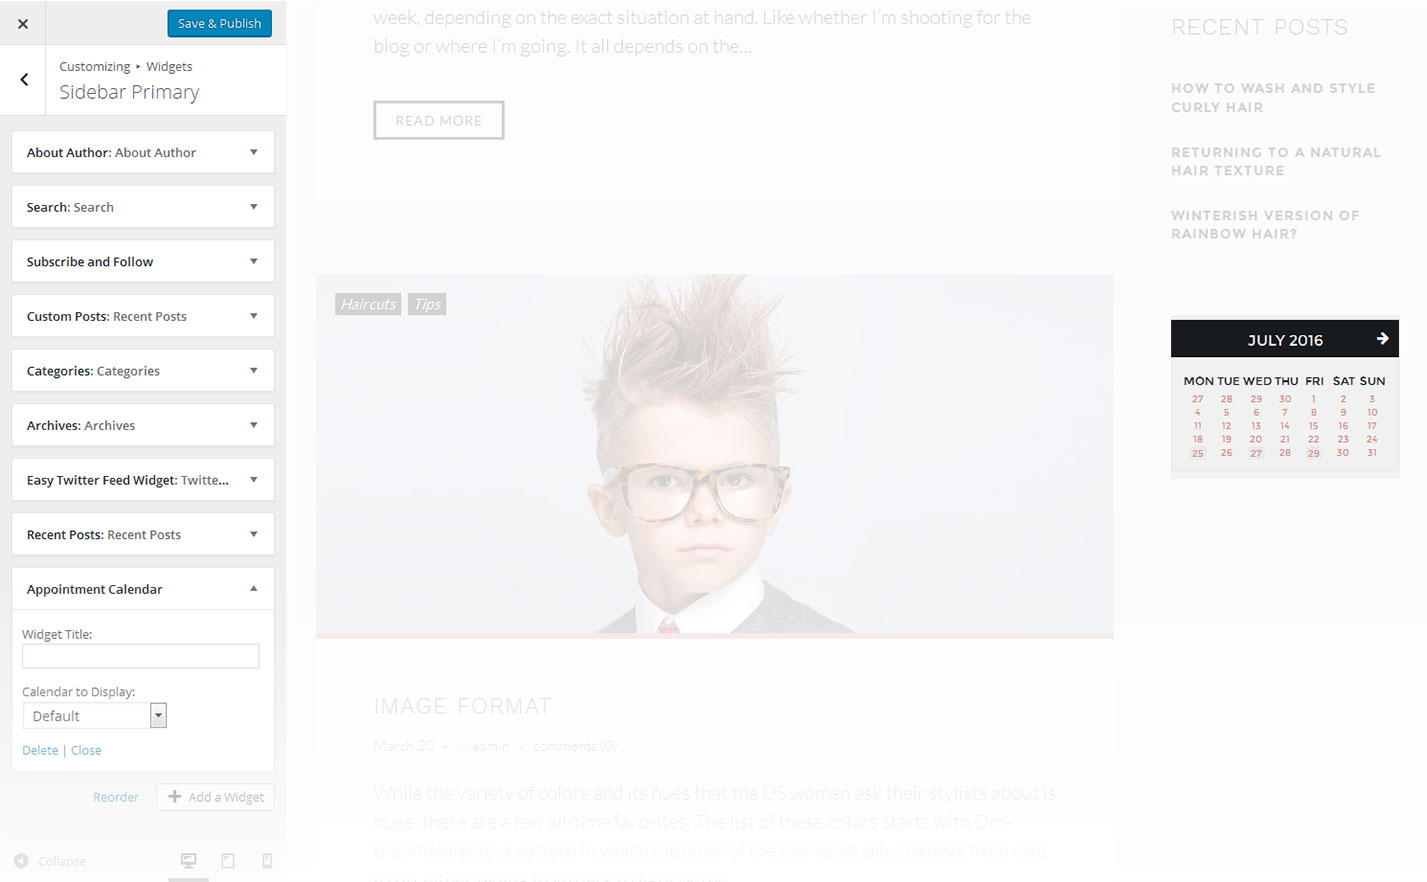 Save & Publish
Customizing ▸ Widgets
Sidebar Primary
About Author: About Author
Search: Search
Subscribe and Follow
Custom Posts: Recent Posts
Categories: Categories
Archives: Archives
Easy Twitter Feed Widget: Twitte...
Recent Posts: Recent Posts
Appointment Calendar
Widget Title:
Calendar to Display:
Default
Delete | Close
Reorder
Add a Widget
Collapse
week, depending on the exact situation at hand. Like whether I'm shooting for the
blog or where I'm going. It all depends on the...
READ MORE
Haircuts Tips
IMAGE FORMAT
March 30 • by admin • comments (0)
While the variety of colors and its hues that the US women ask their stylists about is
huge, there are a few all-time favorites. The list of these colors starts with Om-
bre/Highlights, a pattern in which the color of the hair gradually changes from root
to tip, either fading from dark to light or the
RECENT POSTS
HOW TO WASH AND STYLE
CURLY HAIR
RETURNING TO A NATURAL
HAIR TEXTURE
WINTERISH VERSION OF
RAINBOW HAIR?
JULY 2016
MON TUE WED THU FRI SAT SUN
27 28 29 30 1 2 3
4 5 6 7 8 9 10
11 12 13 14 15 16 17
18 19 20 21 22 23 24
25 26 27 28 29 30 31